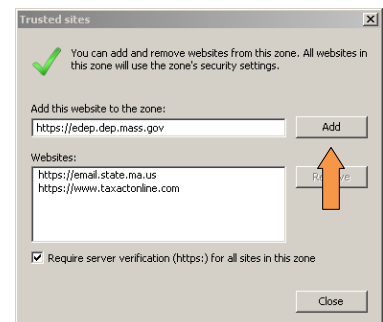 Trusted sites
You can add and remove websites from this zone. All websites in
this zone will use the zone's security settings.
Add this website to the zone:
https://edep.dep.mass.gov
Add
Websites:
https://email.state.ma.us
https://www.taxactonline.com
Require server verification (https:) for all sites in this zone
Close